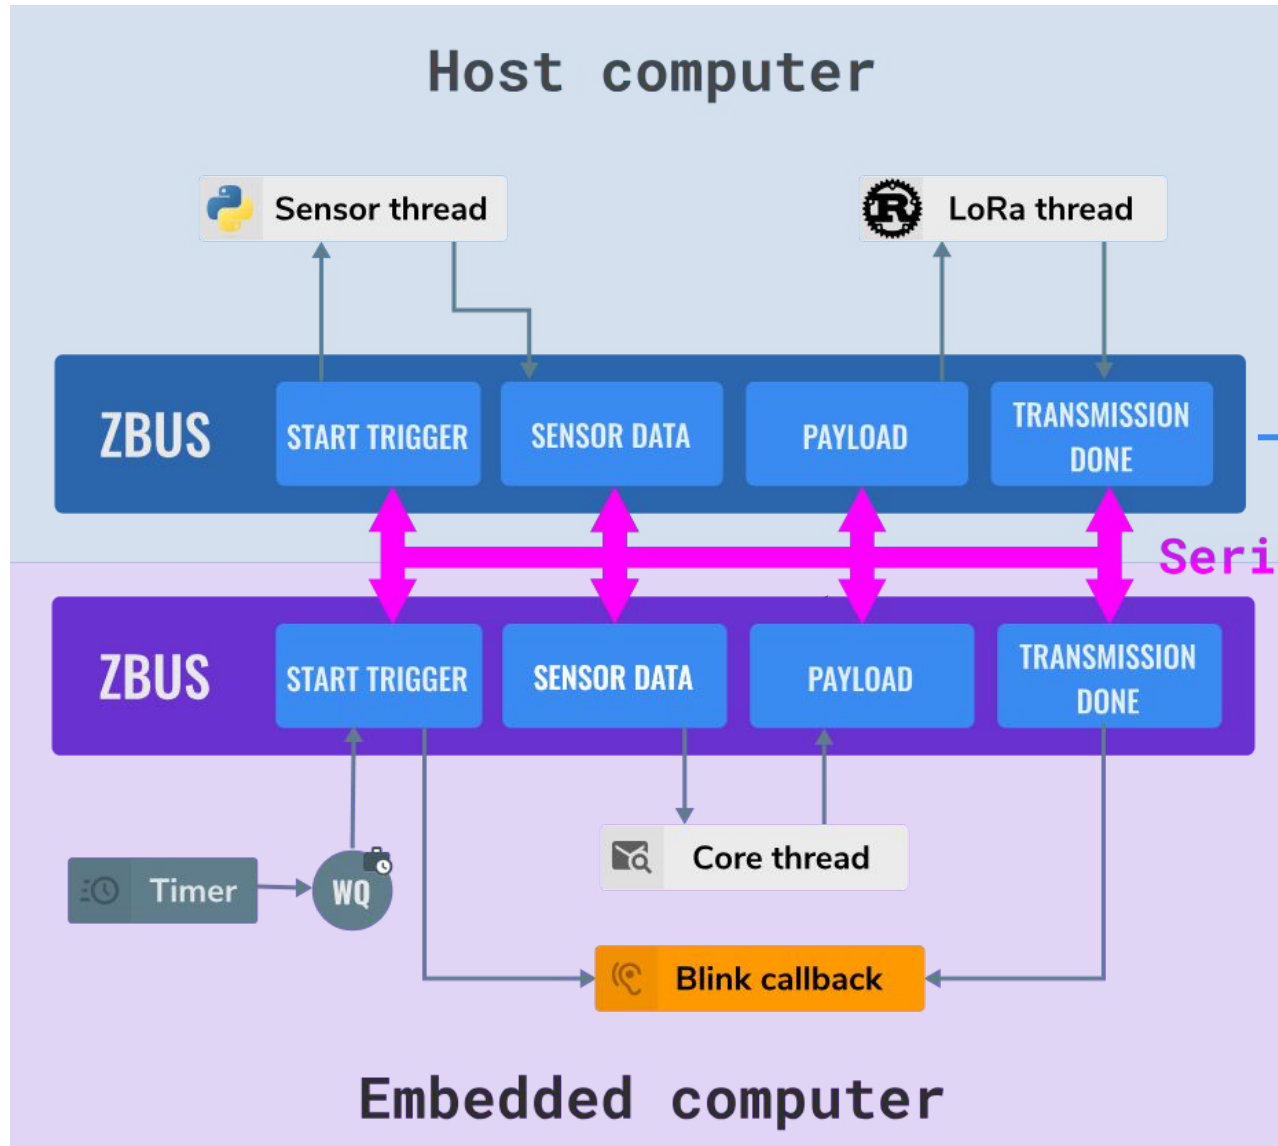 Host computer
Sensor thread
LoRa thread
ZBUS
START TRIGGER
SENSOR DATA
PAYLOAD
TRANSMISSION
DONE
Seri
ZBUS
START TRIGGER
SENSOR DATA
PAYLOAD
TRANSMISSION
DONE
Timer
WQ
Core thread
Blink callback
Embedded computer